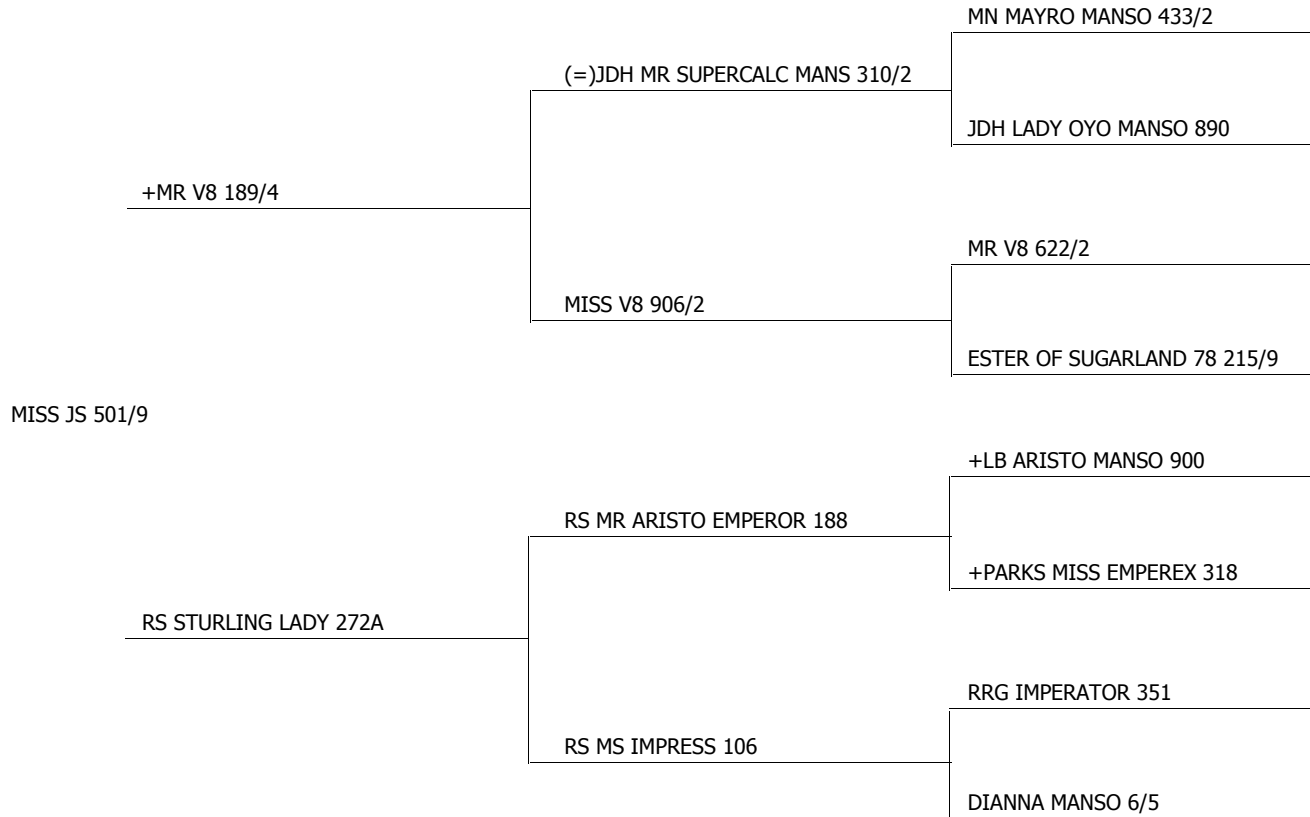 MN MAYRO MANSO 433/2
(=)JDH MR SUPERCALC MANS 310/2
JDH LADY OYO MANSO 890
+MR V8 189/4
MR V8 622/2
MISS V8 906/2
ESTER OF SUGARLAND 78 215/9
MISS JS 501/9
+LB ARISTO MANSO 900
RS MR ARISTO EMPEROR 188
+PARKS MISS EMPEREX 318
RS STURLING LADY 272A
RRG IMPERATOR 351
RS MS IMPRESS 106
DIANNA MANSO 6/5